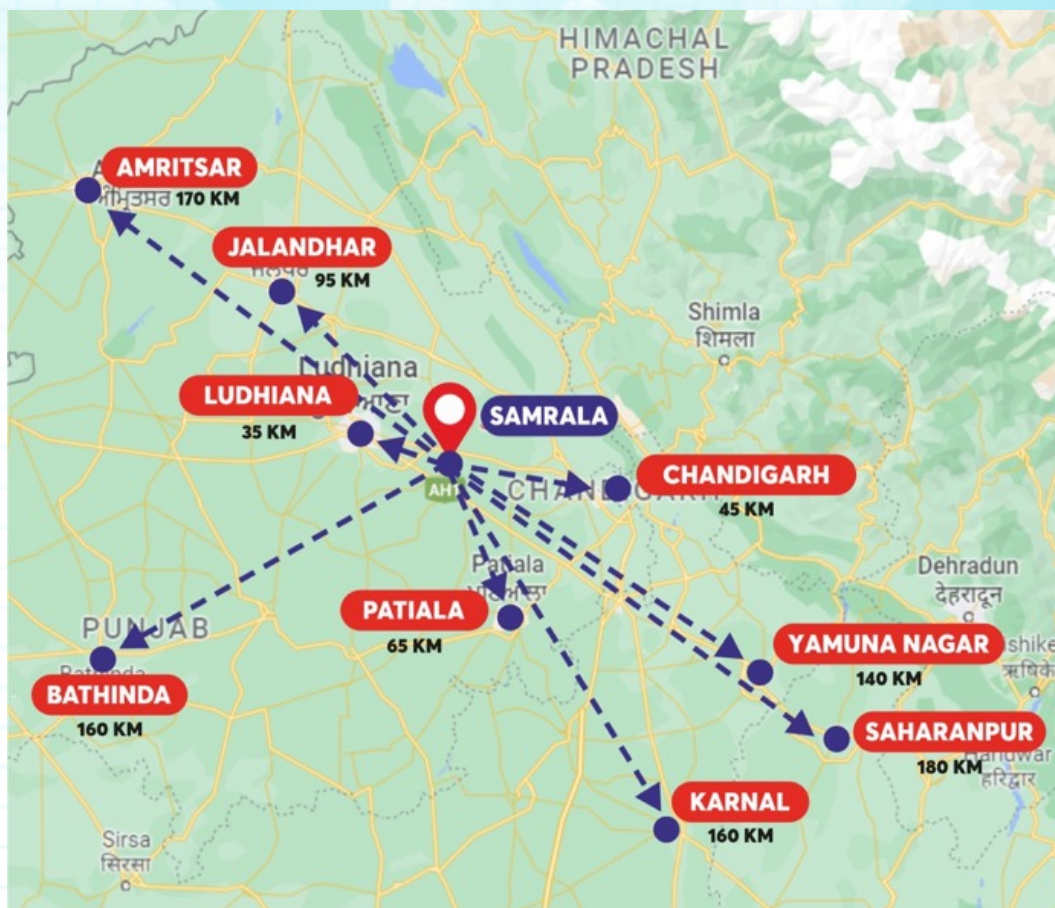 HIMACHAL
PRADESH
AMRITSAR
170 KM
JALANDHAR
95 KM
Shimla
शिमला
Ludhiana
LUDHIANA
35 KM
SAMRALA
AH1
CHANDIGARH
45 KM
Patiala
PATIALA
65 KM
Dehradun
देहरादून
PUNJAB
BATHINDA
160 KM
YAMUNA NAGAR
140 KM
ऋषिके
SAHARANPUR
180 KM
हरिद्वार
KARNAL
160 KM
Sirsa
सिरसा